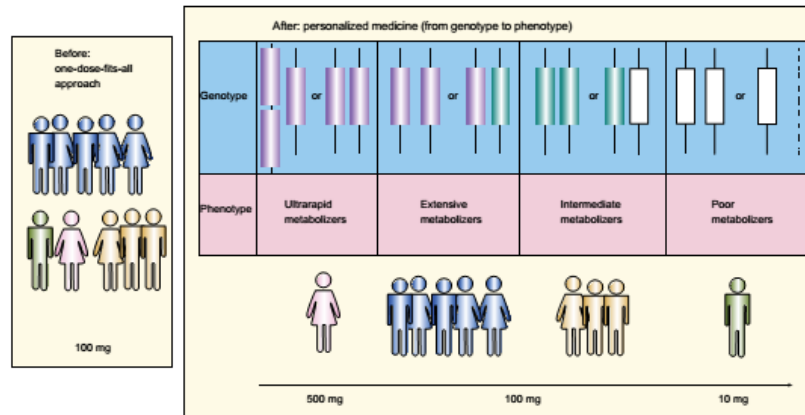 Before:
one-dose-fits-all
approach
100 mg
After: personalized medicine (from genotype to phenotype)
Genotype
or
or
or
or
Phenotype
Ultrarapid
metabolizers
Extensive
metabolizers
Intermediate
metabolizers
Poor
metabolizers
500 mg
100 mg
10 mg